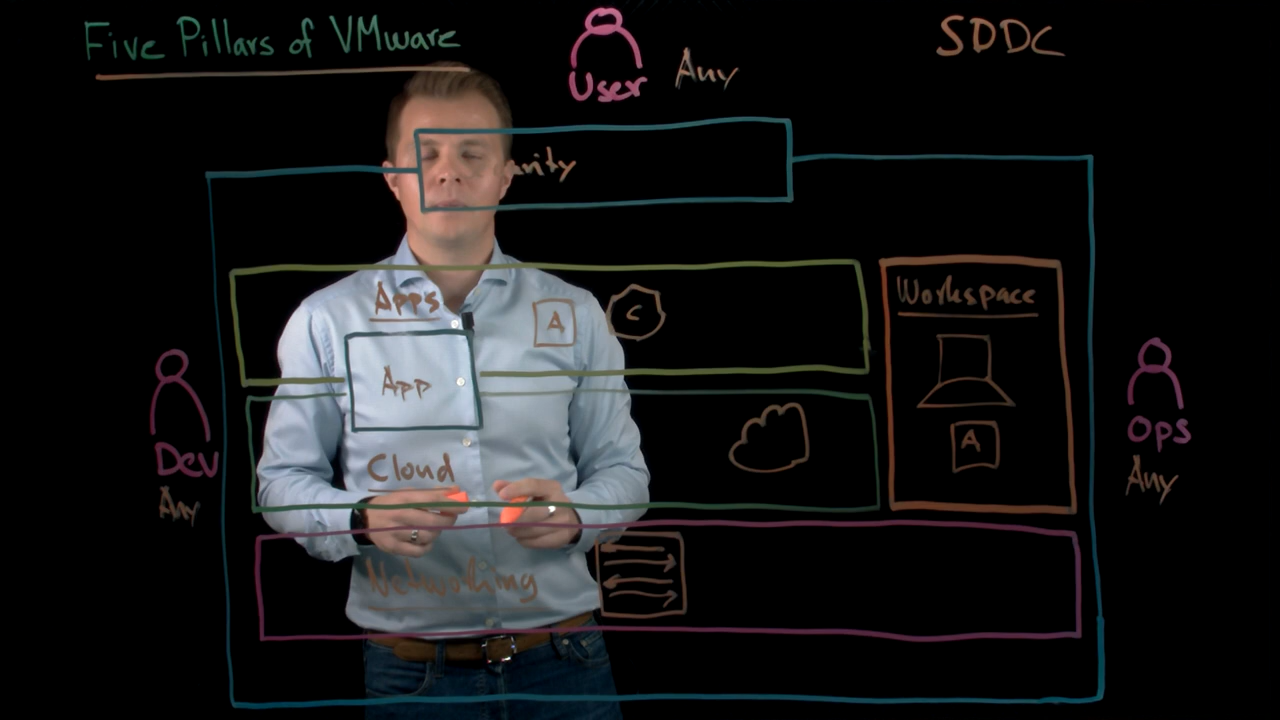 Five Pillars of VMware
User Any
SDDC
Apps
A
C
App
Cloud
Networking
Workspace
A
Dev
Any
Ops
Any